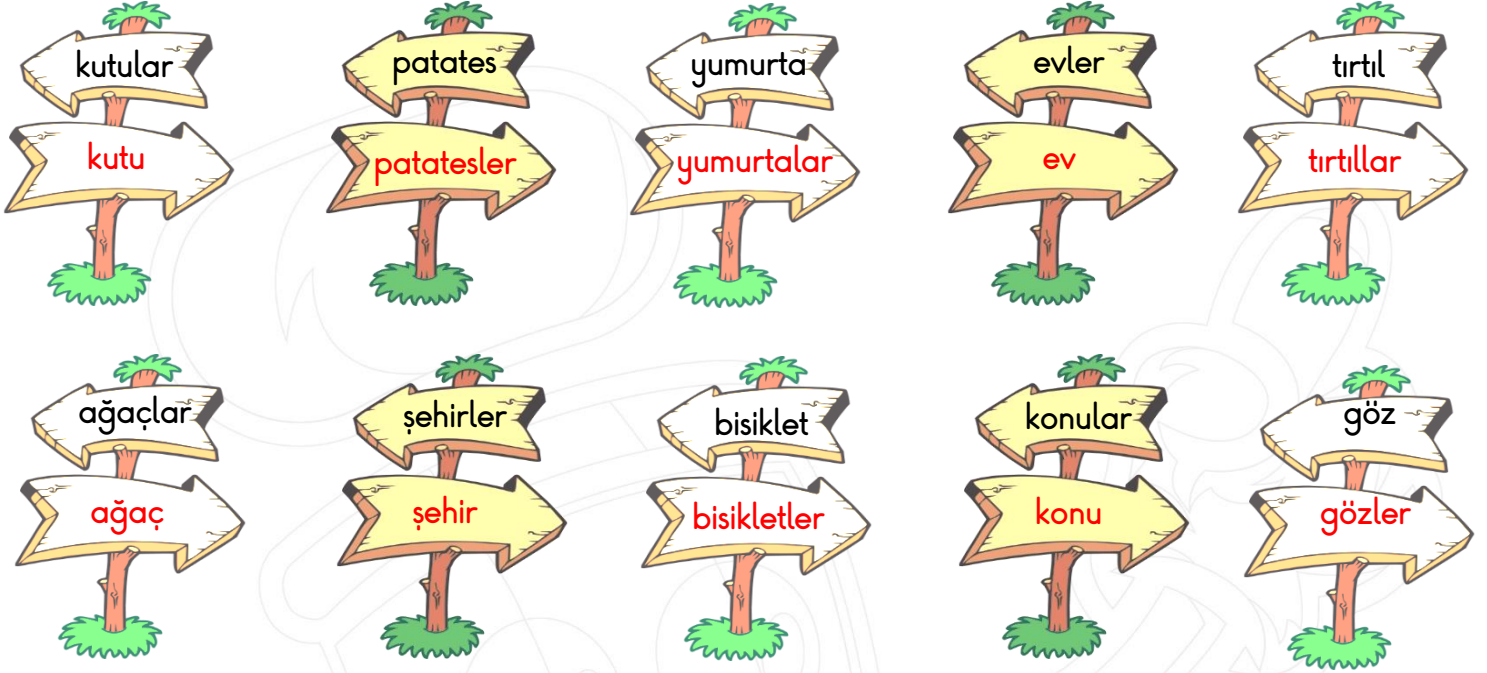 kutular
kutu
patates
patatesler
yumurta
yumurtalar
evler
ev
tırtıl
tırtıllar
ağaçlar
ağaç
şehirler
şehir
bisiklet
bisikletler
konular
konu
göz
gözler